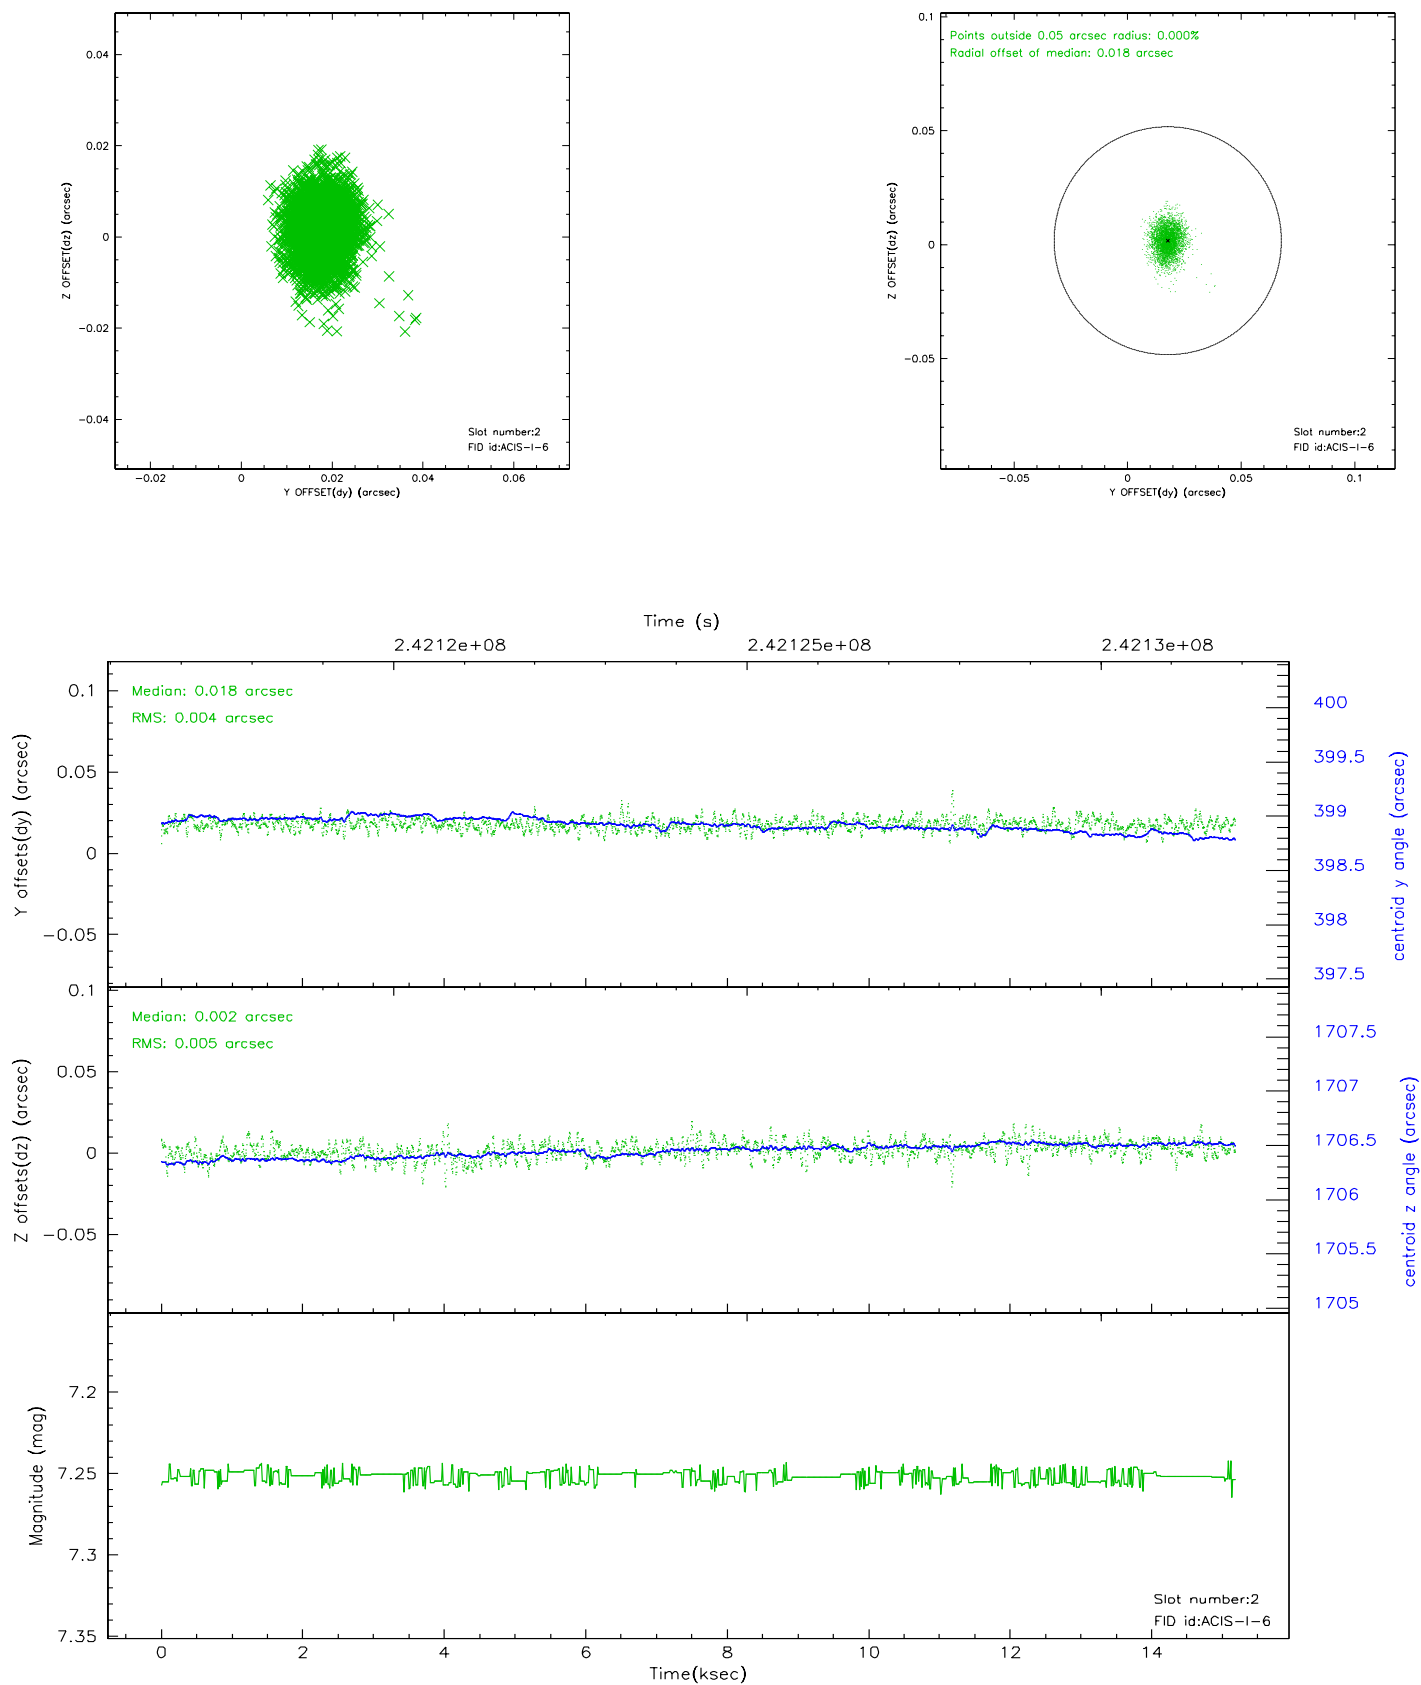 0.04
0.02
0
-0.02
-0.04
Z OFFSET(dz) (arcsec)
-0.02
0
0.02
0.04
0.06
Y OFFSET(dy) (arcsec)
Slot number:2
FID id:ACIS-I-6
0.1
0.05
0
-0.05
Z OFFSET(dz) (arcsec)
Points outside 0.05 arcsec radius: 0.000%
Radial offset of median: 0.018 arcsec
Slot number:2
FID id:ACIS-I-6
-0.05
0
0.05
0.1
Y OFFSET(dy) (arcsec)
Time (s)
2.4212e+08
2.42125e+08
2.4213e+08
0.1
0.05
0
-0.05
Y offsets(dy) (arcsec)
Median: 0.018 arcsec
RMS: 0.004 arcsec
400
399.5
399
398.5
398
397.5
centroid y angle (arcsec)
0.1
0.05
0
-0.05
Z offsets(dz) (arcsec)
Median: 0.002 arcsec
RMS: 0.005 arcsec
1707.5
1707
1706.5
1706
1705.5
1705
centroid z angle (arcsec)
7.2
7.25
7.3
7.35
Magnitude (mag)
Slot number:2
FID id:ACIS-I-6
0
2
4
6
8
10
12
14
Time(ksec)